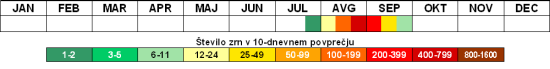 JAN FEB MAR APR MAJ JUN JUL AVG SEP OKT NOV DEC
Število zrn v 10-dnevnem povprečju
1-2 3-5 6-11 12-24 25-49 50-99 100-199 200-399 400-799 800-1600